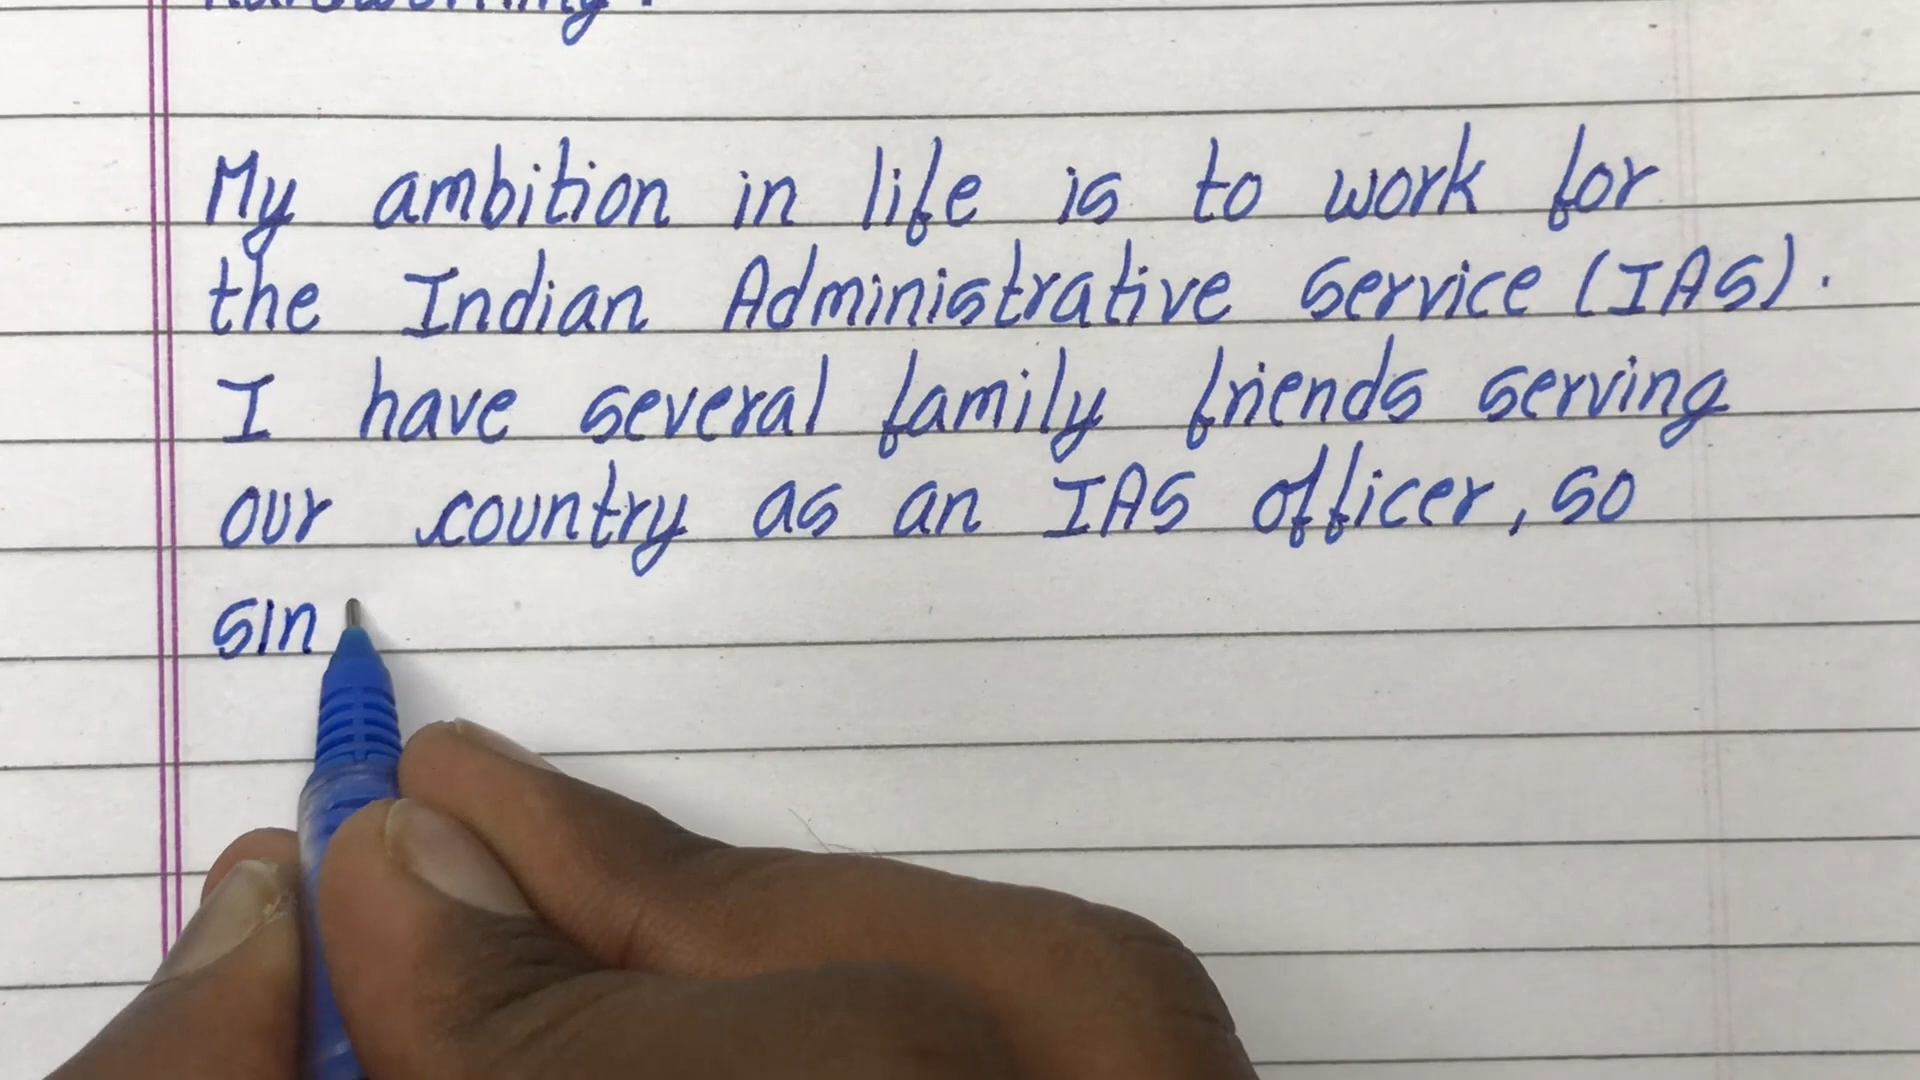 My ambition in life is to work for
the Indian Administrative Service (IAS).
I have several family friends serving
our country as an IAS officer, so
sin